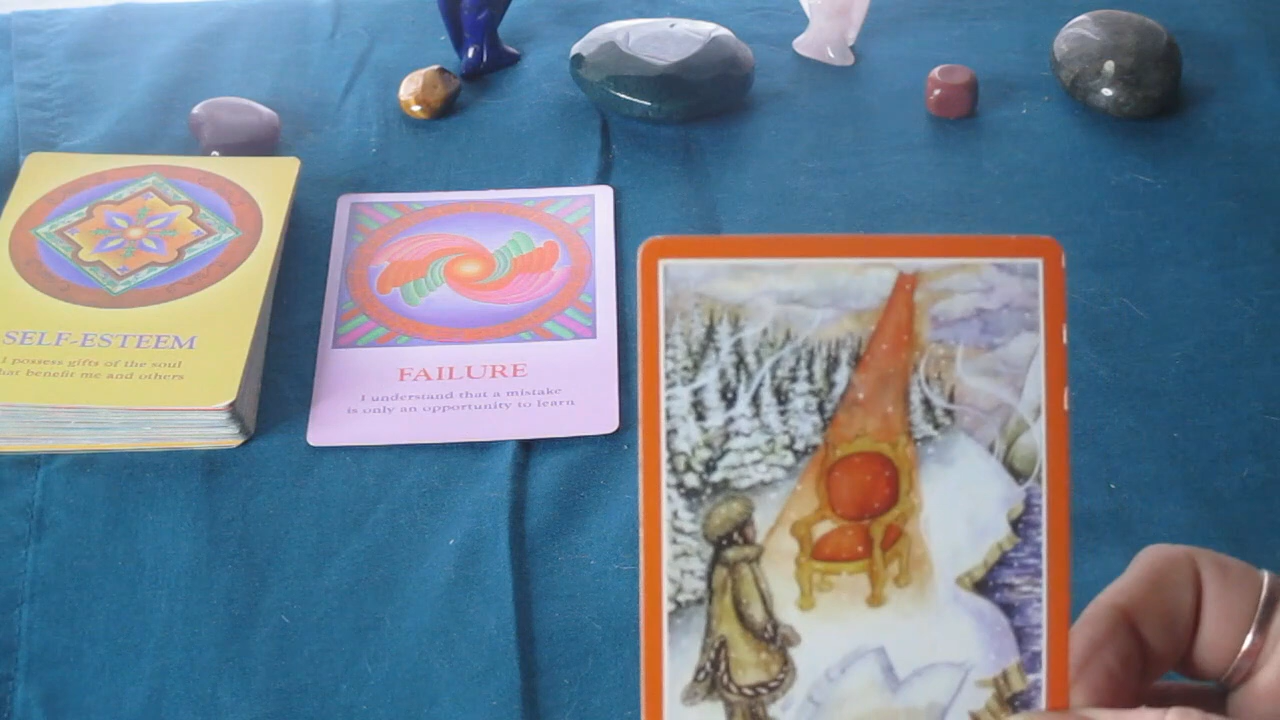 SELF-ESTEEM
I possess gifts of the soul
that benefit me and others
FAILURE
I understand that a mistake
is only an opportunity to learn